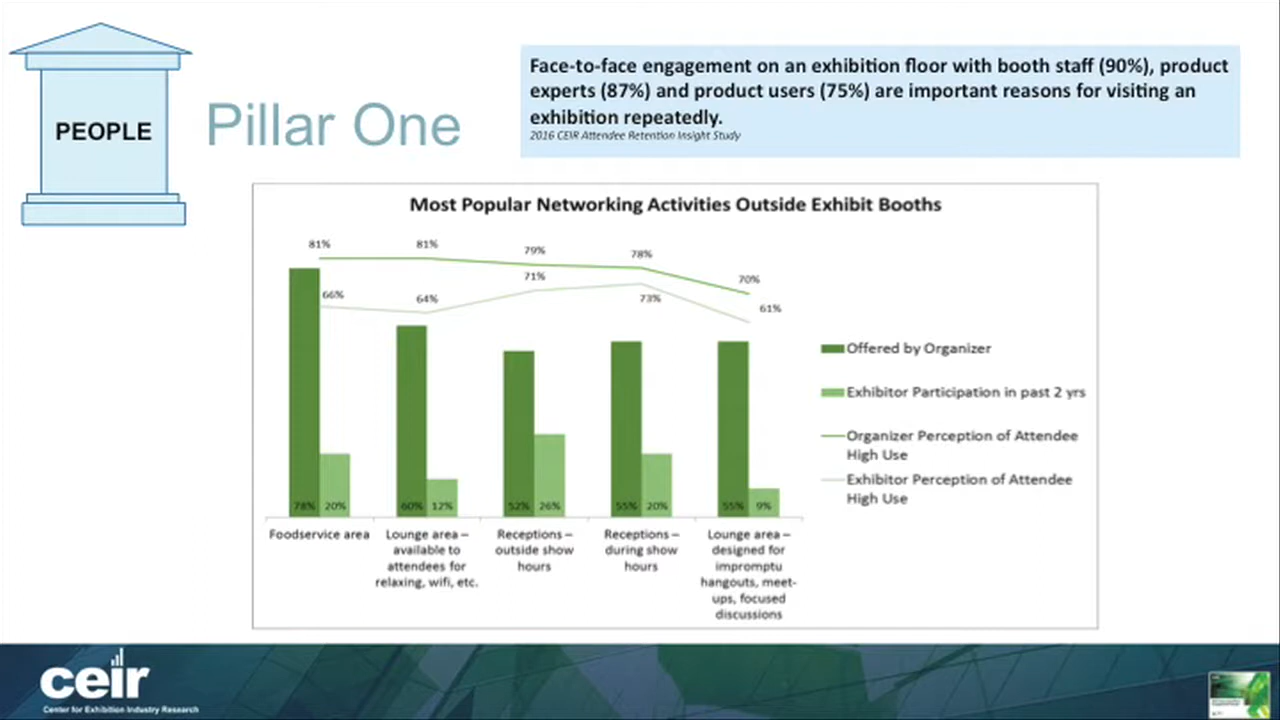 PEOPLE
Pillar One
Face-to-face engagement on an exhibition floor with booth staff (90%), product
experts (87%) and product users (75%) are important reasons for visiting an
exhibition repeatedly.
2016 CEIR Attendee Retention Insight Study
Most Popular Networking Activities Outside Exhibit Booths
81%
81%
79%
78%
70%
66%
64%
71%
73%
61%
78%
20%
60%
12%
52%
26%
55%
20%
55%
9%
Foodservice area
Lounge area –
available to
attendees for
relaxing, wifi, etc.
Receptions –
outside show
hours
Receptions –
during show
hours
Lounge area –
designed for
impromptu
hangouts, meet-
ups, focused
discussions
Offered by Organizer
Exhibitor Participation in past 2 yrs
Organizer Perception of Attendee
High Use
Exhibitor Perception of Attendee
High Use
ceir
Center for Exhibition Industry Research